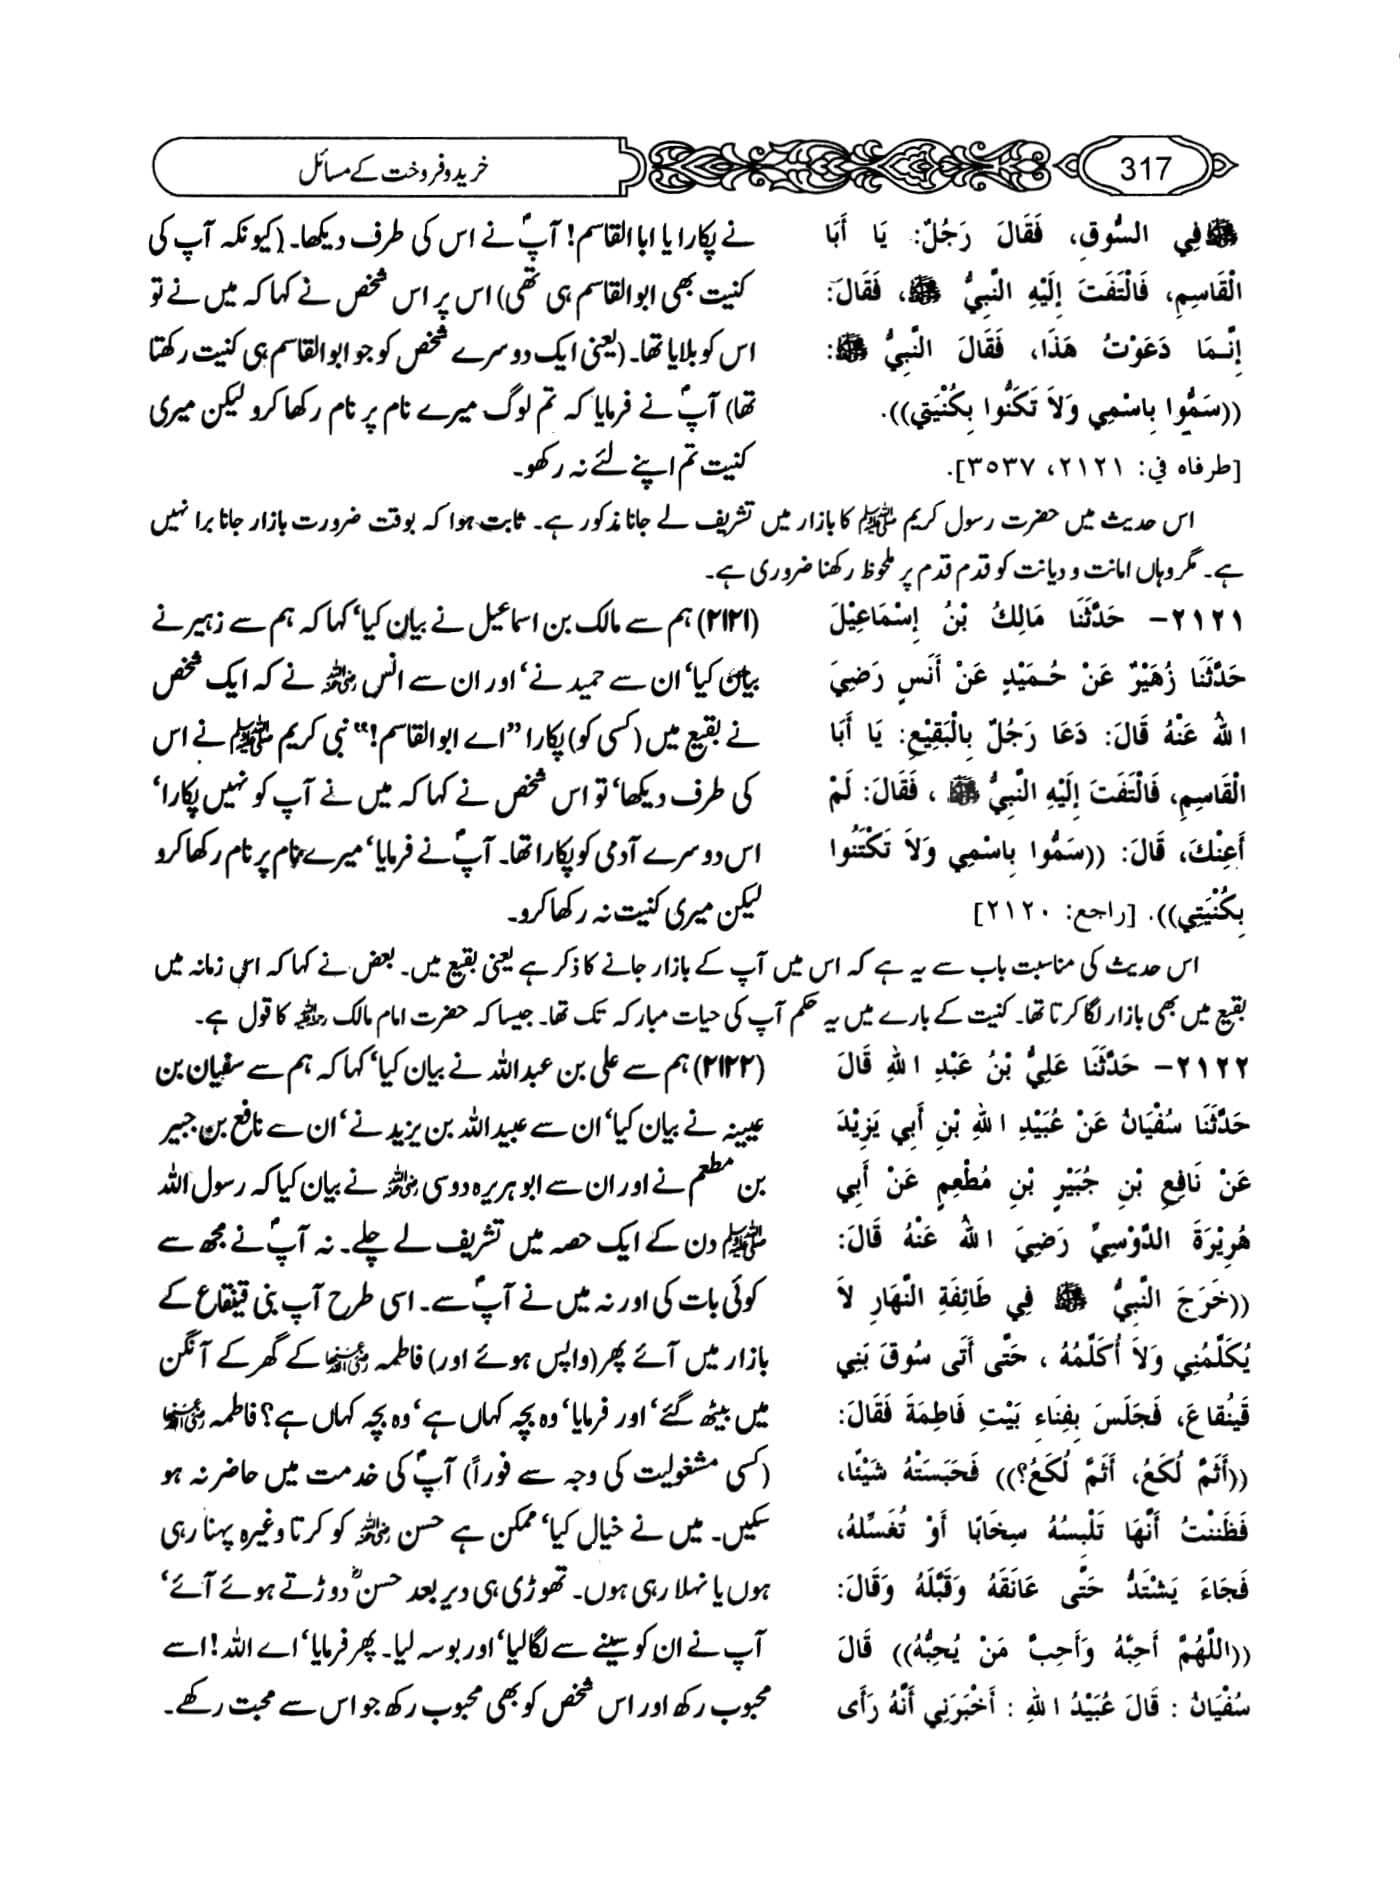 317
خرید و فروخت کے مسائل
ﷺ فِي السُّوقِ، فَقَالَ رَجُلٌ: يَا أَبَا
الْقَاسِمِ، فَالْتَفَتَ إِلَيْهِ النَّبِيُّ ﷺ، فَقَالَ:
إِنَّمَا دَعَوْتُ هَذَا، فَقَالَ النَّبِيُّ ﷺ:
((سَمُّوا بِاسْمِي وَلاَ تَكَنُّوا بِكُنْيَتِي)).
[طرفاه في: ٢١٢١، ٣٥٣٧].
نے پکارا یا ابا القاسم! آپؐ نے اس کی طرف دیکھا۔ (کیونکہ آپ کی
کنیت بھی ابوالقاسم ہی تھی) اس پر اس شخص نے کہا کہ میں نے تو
اس کو بلایا تھا۔ (یعنی ایک دوسرے شخص کو جو ابوالقاسم ہی کنیت رکھتا
تھا) آپؐ نے فرمایا کہ تم لوگ میرے نام پر نام رکھا کرو لیکن میری
کنیت تم اپنے لئے نہ رکھو۔
اس حدیث میں حضرت رسول کریم ﷺ کا بازار میں تشریف لے جانا مذکور ہے۔ ثابت ہوا کہ بوقت ضرورت بازار جانا برا نہیں
ہے۔ مگر وہاں امانت و دیانت کو قدم قدم پر ملحوظ رکھنا ضروری ہے۔
٢١٢١- حَدَّثَنَا مَالِكُ بْنُ إِسْمَاعِيْلَ
حَدَّثَنَا زُهَيْرٌ عَنْ حُمَيْدٍ عَنْ أَنَسٍ رَضِيَ
اللهُ عَنْهُ قَالَ: دَعَا رَجُلٌ بِالْبَقِيْعِ: يَا أَبَا
الْقَاسِمِ، فَالْتَفَتَ إِلَيْهِ النَّبِيُّ ﷺ، فَقَالَ: لَمْ
أَعْنِكَ، قَالَ: ((سَمُّوا بِاسْمِي وَلاَ تَكْتَنُوا
بِكُنْيَتِي)). [راجع: ٢١٢٠]
(۲۱۲۱) ہم سے مالک بن اسماعیل نے بیان کیا‘ کہا کہ ہم سے زہیر نے
بیان کیا‘ ان سے حمید نے‘ اور ان سے انس رضی اللہ عنہ نے کہ ایک شخص
نے بقیع میں (کسی کو) پکارا ”اے ابوالقاسم!“ نبی کریم ﷺ نے اس
کی طرف دیکھا‘ تو اس شخص نے کہا کہ میں نے آپ کو نہیں پکارا‘
اس دوسرے آدمی کو پکارا تھا۔ آپؐ نے فرمایا‘ میرے نام پر نام رکھا کرو
لیکن میری کنیت نہ رکھا کرو۔
اس حدیث کی مناسبت باب سے یہ ہے کہ اس میں آپ کے بازار جانے کا ذکر ہے یعنی بقیع میں۔ بعض نے کہا کہ اس زمانہ میں
بقیع میں بھی بازار لگا کرتا تھا۔ کنیت کے بارے میں یہ حکم آپ کی حیات مبارکہ تک تھا۔ جیسا کہ حضرت امام مالک رحمۃ اللہ علیہ کا قول ہے۔
٢١٢٢- حَدَّثَنَا عَلِيُّ بْنُ عَبْدِ اللهِ قَالَ
حَدَّثَنَا سُفْيَانُ عَنْ عُبَيْدِ اللهِ بْنِ أَبِي يَزِيْدَ
عَنْ نَافِعِ بْنِ جُبَيْرِ بْنِ مُطْعِمٍ عَنْ أَبِي
هُرِيْرَةَ الدَّوْسِيِّ رَضِيَ اللهُ عَنْهُ قَالَ:
((خَرَجَ النَّبِيُّ ﷺ فِي طَائِفَةِ النَّهَارِ لاَ
يُكَلِّمُنِي وَلاَ أُكَلِّمُهُ، حَتَّى أَتَى سُوقَ بَنِي
قَيْنُقَاعَ، فَجَلَسَ بِفِنَاءِ بَيْتِ فَاطِمَةَ فَقَالَ:
((أَثَمَّ لُكَعُ، أَثَمَّ لُكَعُ؟)) فَحَبَسَتْهُ شَيْئًا،
فَظَنَنْتُ أَنَّهَا تَلْبِسُهُ سِخَابًا أَوْ تُغَسِّلُهُ،
فَجَاءَ يَشْتَدُّ حَتَّى عَانَقَهُ وَقَبَّلَهُ وَقَالَ:
((اللَّهُمَّ أَحِبَّهُ وَأَحِبَّ مَنْ يُحِبُّهُ)) قَالَ
سُفْيَانُ: قَالَ عُبَيْدُ اللهِ: أَخْبَرَنِي أَنَّهُ رَأَى
(۲۱۲۲) ہم سے علی بن عبداللہ نے بیان کیا‘ کہا کہ ہم سے سفیان بن
عیینہ نے بیان کیا‘ ان سے عبیداللہ بن یزید نے‘ ان سے نافع بن جبیر
بن مطعم نے اور ان سے ابو ہریرہ دوسی رضی اللہ عنہ نے بیان کیا کہ رسول اللہ
ﷺ دن کے ایک حصہ میں تشریف لے چلے۔ نہ آپؐ نے مجھ سے
کوئی بات کی اور نہ میں نے آپؐ سے۔ اسی طرح آپ بنی قینقاع کے
بازار میں آئے پھر (واپس ہوئے اور) فاطمہ رضی اللہ عنہا کے گھر کے آنگن
میں بیٹھ گئے‘ اور فرمایا‘ وہ بچہ کہاں ہے‘ وہ بچہ کہاں ہے؟ فاطمہ رضی اللہ عنہا
(کسی مشغولیت کی وجہ سے فوراً) آپؐ کی خدمت میں حاضر نہ ہو
سکیں۔ میں نے خیال کیا‘ ممکن ہے حسن رضی اللہ عنہ کو کرتا وغیرہ پہنا رہی
ہوں یا نہلا رہی ہوں۔ تھوڑی ہی دیر بعد حسنؓ دوڑتے ہوئے آئے‘
آپ نے ان کو سینے سے لگالیا‘ اور بوسہ لیا۔ پھر فرمایا‘ اے اللہ! اسے
محبوب رکھ اور اس شخص کو بھی محبوب رکھ جو اس سے محبت رکھے۔